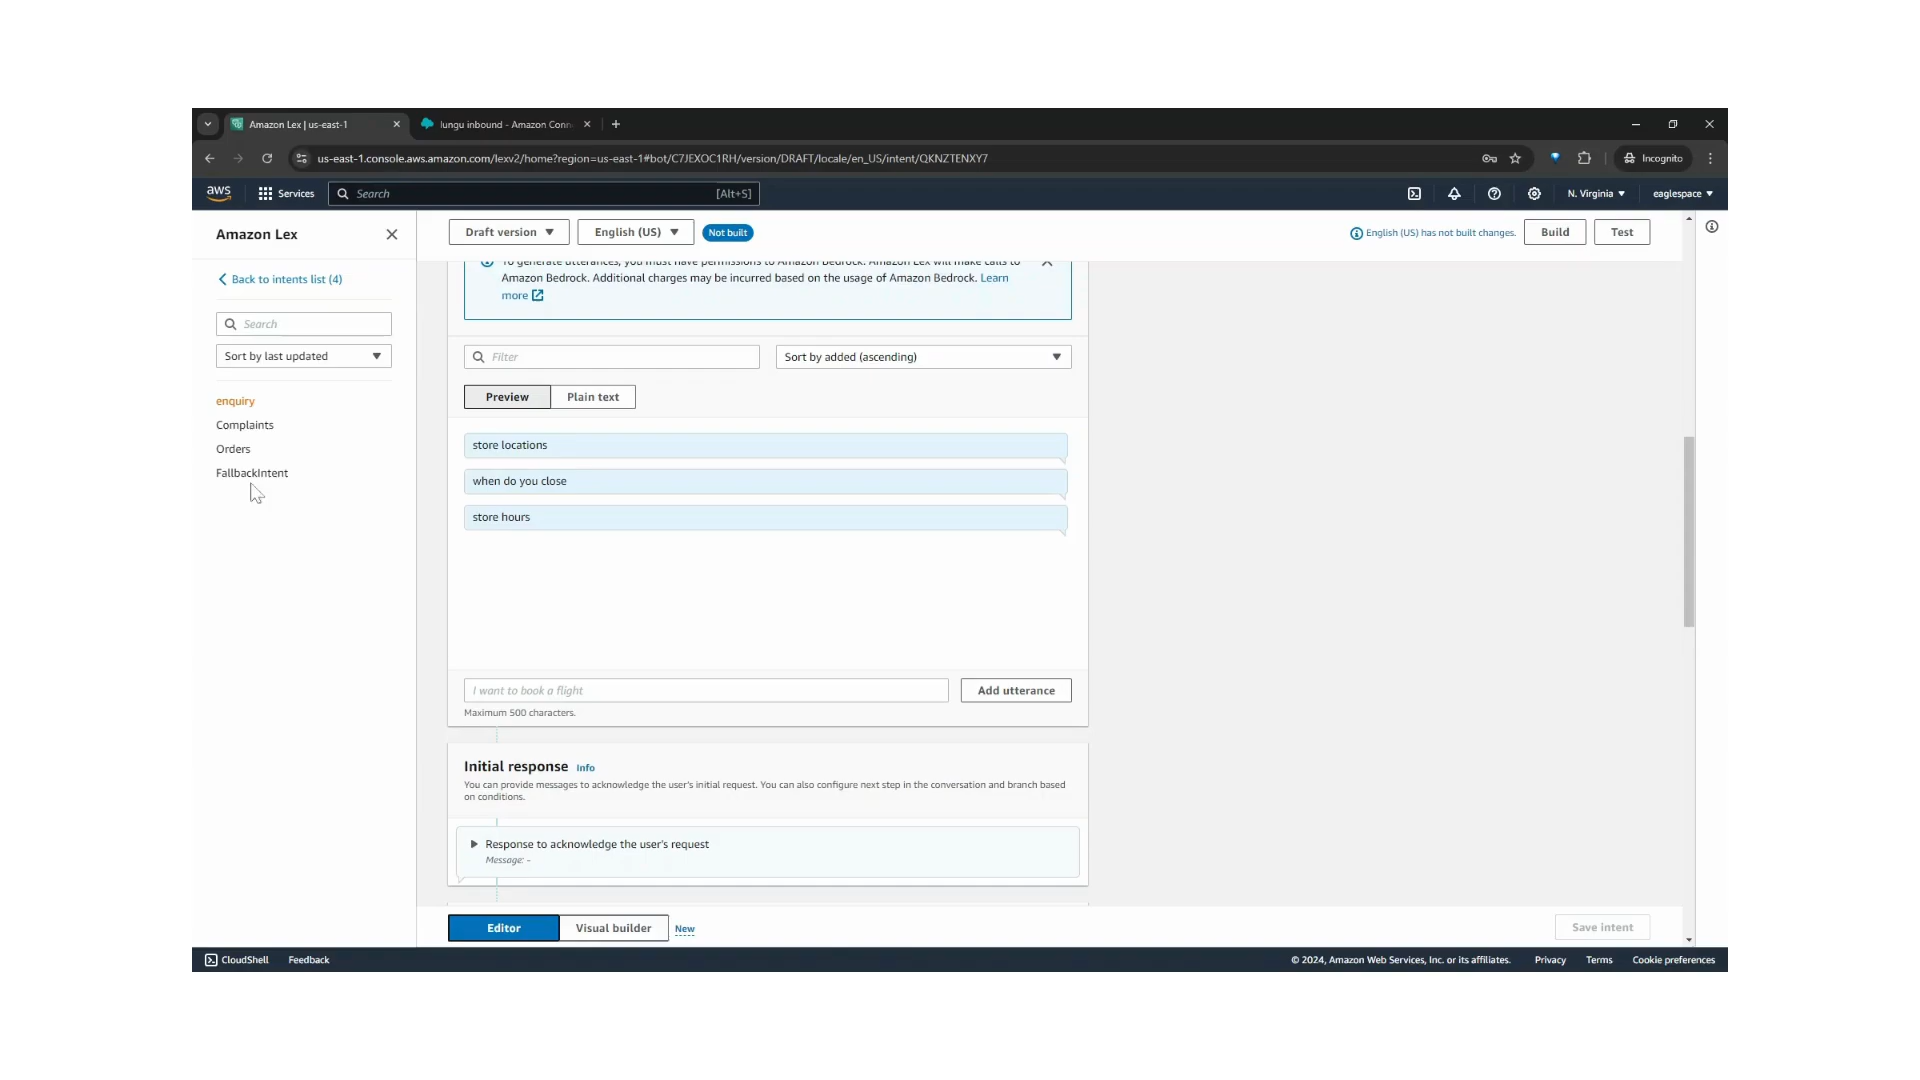 Amazon Lex | us-east-1
lungu inbound - Amazon Conn
us-east-1.console.aws.amazon.com/lexv2/home?region=us-east-1#bot/C7JEXOC1RH/version/DRAFT/locale/en_US/intent/QKNZTENXY7
Incognito
aws
Services
Search
[Alt+S]
N. Virginia
eaglespace
Amazon Lex
Draft version
English (US)
Not built
English (US) has not built changes.
Build
Test
Back to intents list (4)
Search
Sort by last updated
enquiry
Complaints
Orders
FallbackIntent
To generate utterances, you must have permissions to Amazon Bedrock. Amazon Lex will make calls to
Amazon Bedrock. Additional charges may be incurred based on the usage of Amazon Bedrock. Learn
more
Filter
Sort by added (ascending)
Preview
Plain text
store locations
when do you close
store hours
I want to book a flight
Add utterance
Maximum 500 characters.
Initial response Info
You can provide messages to acknowledge the user's initial request. You can also configure next step in the conversation and branch based
on conditions.
Response to acknowledge the user's request
Message: -
Editor
Visual builder
New
Save intent
CloudShell
Feedback
© 2024, Amazon Web Services, Inc. or its affiliates.
Privacy
Terms
Cookie preferences